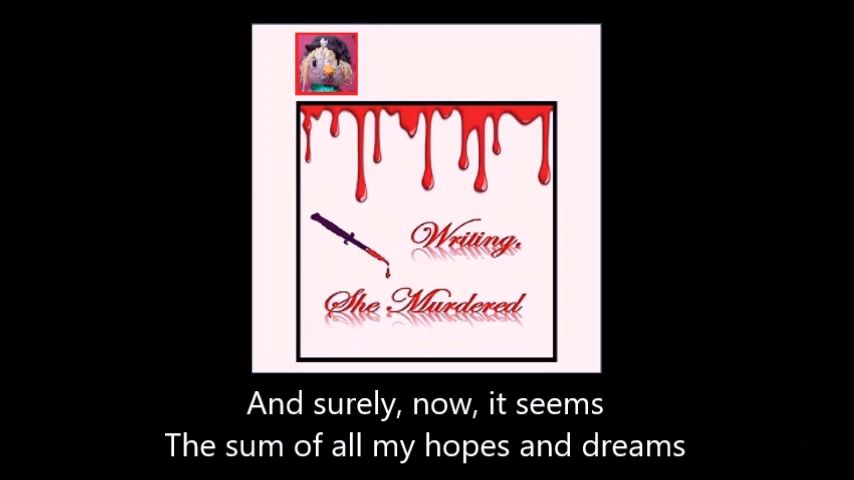 Writing,
She Murdered
And surely, now, it seems
The sum of all my hopes and dreams